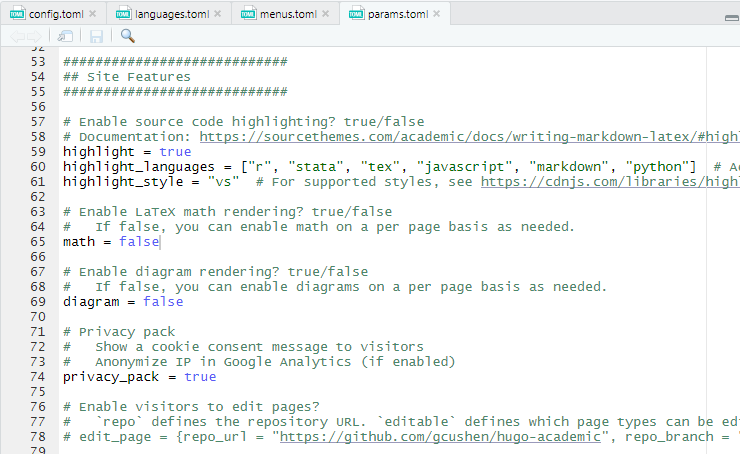 config.toml languages.toml menus.toml params.toml
53 ############################
54 ## Site Features
55 ############################
56
57 # Enable source code highlighting? true/false
58 # Documentation: https://sourcethemes.com/academic/docs/writing-markdown-latex/#highl
59 highlight = true
60 highlight_languages = ["r", "stata", "tex", "javascript", "markdown", "python"]  # Ac
61 highlight_style = "vs"  # For supported styles, see https://cdnjs.com/libraries/highl
62
63 # Enable LaTeX math rendering? true/false
64 #   If false, you can enable math on a per page basis as needed.
65 math = false
66
67 # Enable diagram rendering? true/false
68 #   If false, you can enable diagrams on a per page basis as needed.
69 diagram = false
70
71 # Privacy pack
72 #   Show a cookie consent message to visitors
73 #   Anonymize IP in Google Analytics (if enabled)
74 privacy_pack = true
75
76 # Enable visitors to edit pages?
77 #   `repo` defines the repository URL. `editable` defines which page types can be edi
78 # edit_page = {repo_url = "https://github.com/gcushen/hugo-academic", repo_branch = "